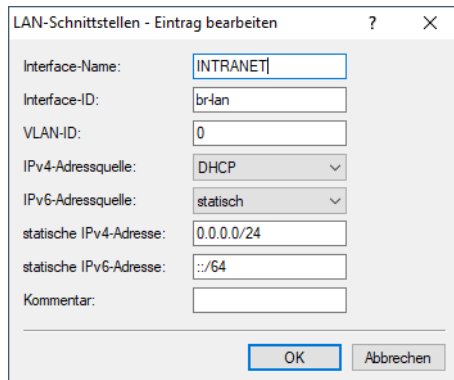 LAN-Schnittstellen - Eintrag bearbeiten ? ✕
Interface-Name: INTRANET
Interface-ID: br-lan
VLAN-ID: 0
IPv4-Adressquelle: DHCP
IPv6-Adressquelle: statisch
statische IPv4-Adresse: 0.0.0.0/24
statische IPv6-Adresse: ::/64
Kommentar:
OK Abbrechen